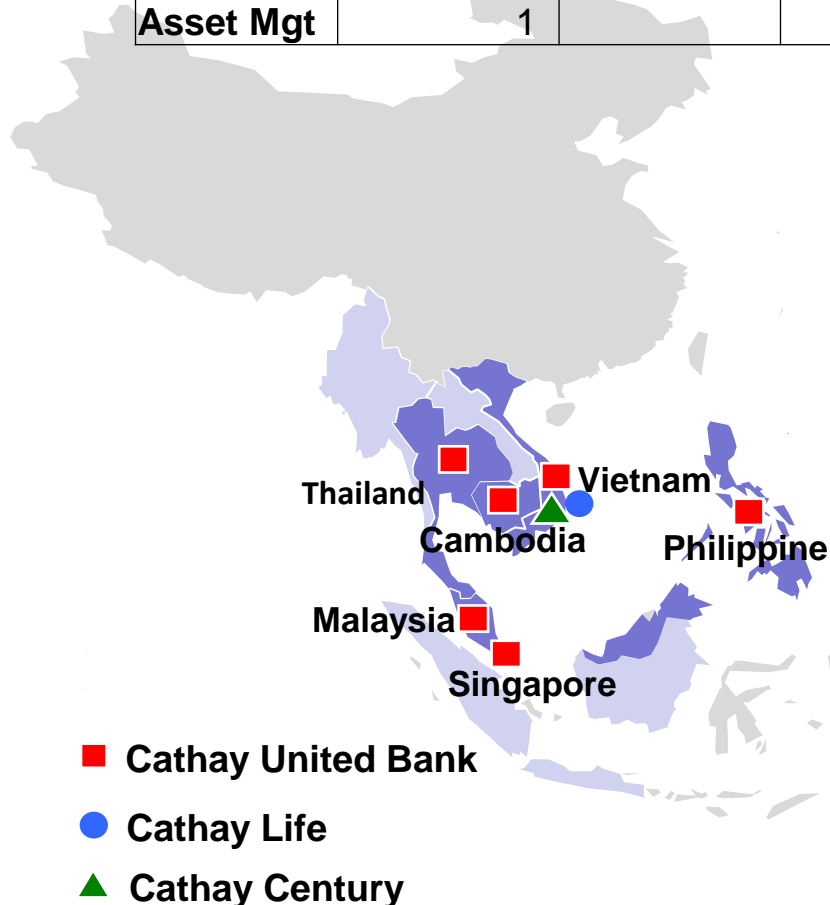 Asset Mgt 1
Thailand
Vietnam
Cambodia
Philippine
Malaysia
Singapore
Cathay United Bank
Cathay Life
Cathay Century